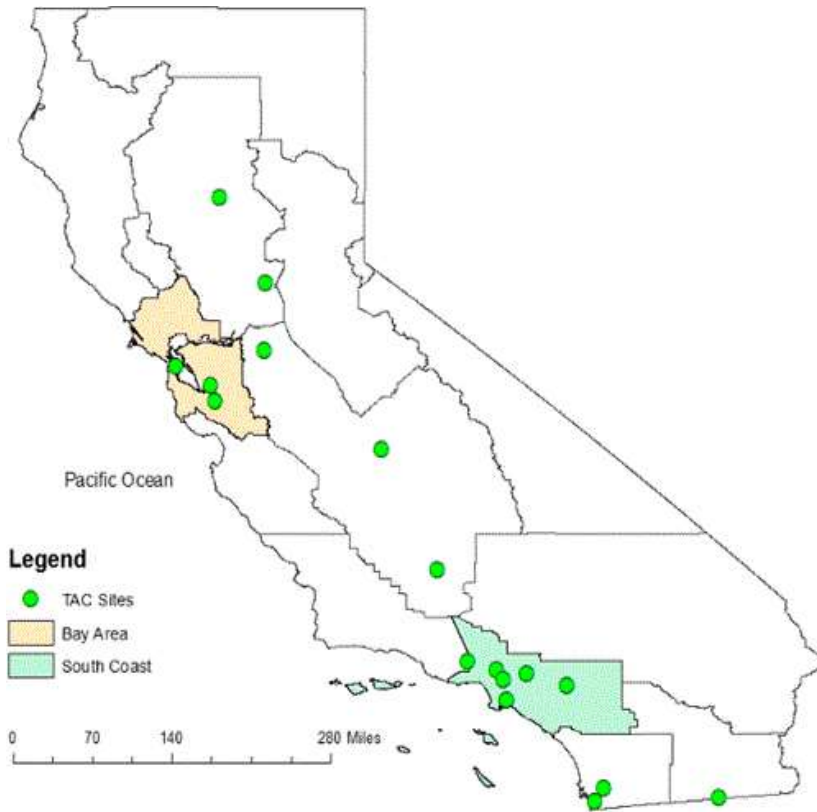 Pacific Ocean
Legend
TAC Sites
Bay Area
South Coast
0 70 140 280 Miles